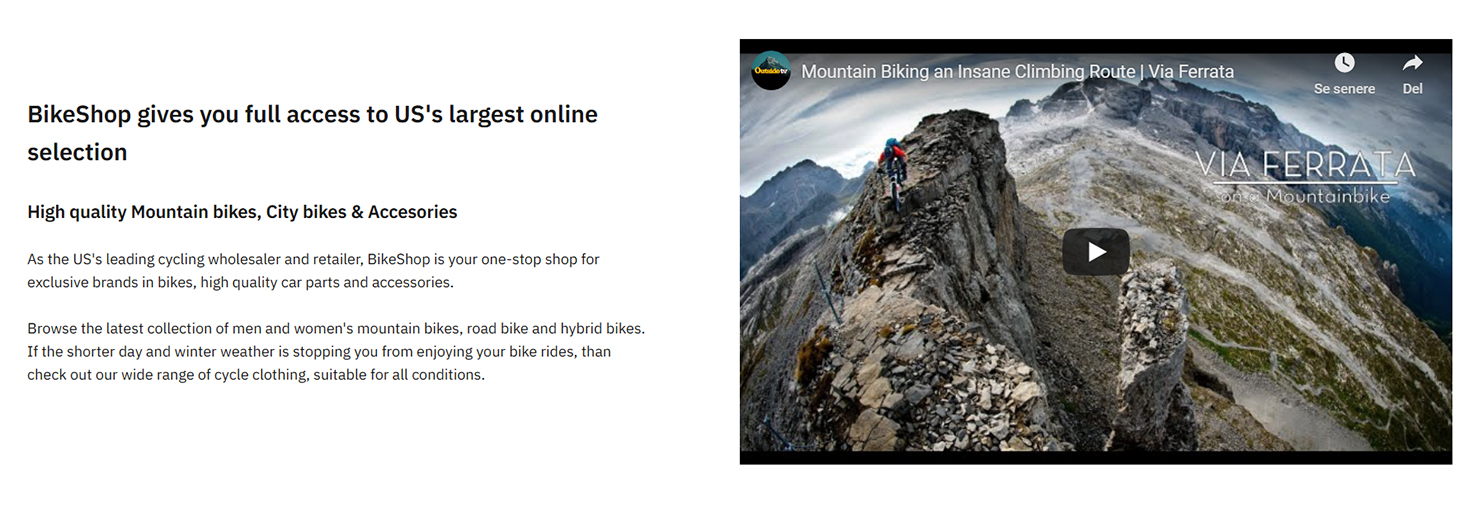 BikeShop gives you full access to US's largest online
selection
High quality Mountain bikes, City bikes & Accesories
As the US's leading cycling wholesaler and retailer, BikeShop is your one-stop shop for
exclusive brands in bikes, high quality car parts and accessories.
Browse the latest collection of men and women's mountain bikes, road bike and hybrid bikes.
If the shorter day and winter weather is stopping you from enjoying your bike rides, than
check out our wide range of cycle clothing, suitable for all conditions.
Outside tv
Mountain Biking an Insane Climbing Route | Via Ferrata
Se senere
Del
VIA FERRATA
on a Mountainbike